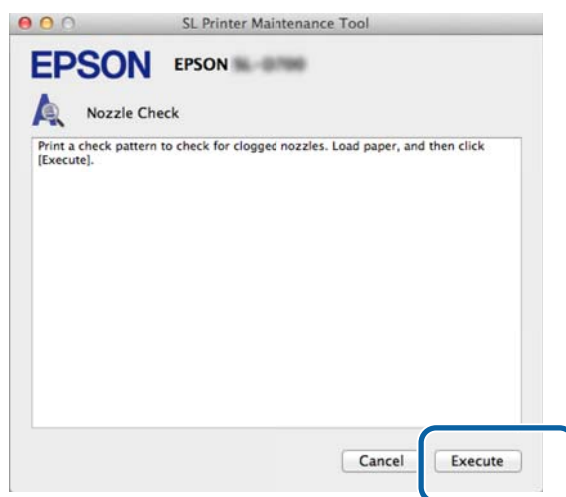 SL Printer Maintenance Tool
EPSON EPSON
Nozzle Check
Print a check pattern to check for clogged nozzles. Load paper, and then click
[Execute].
Cancel Execute